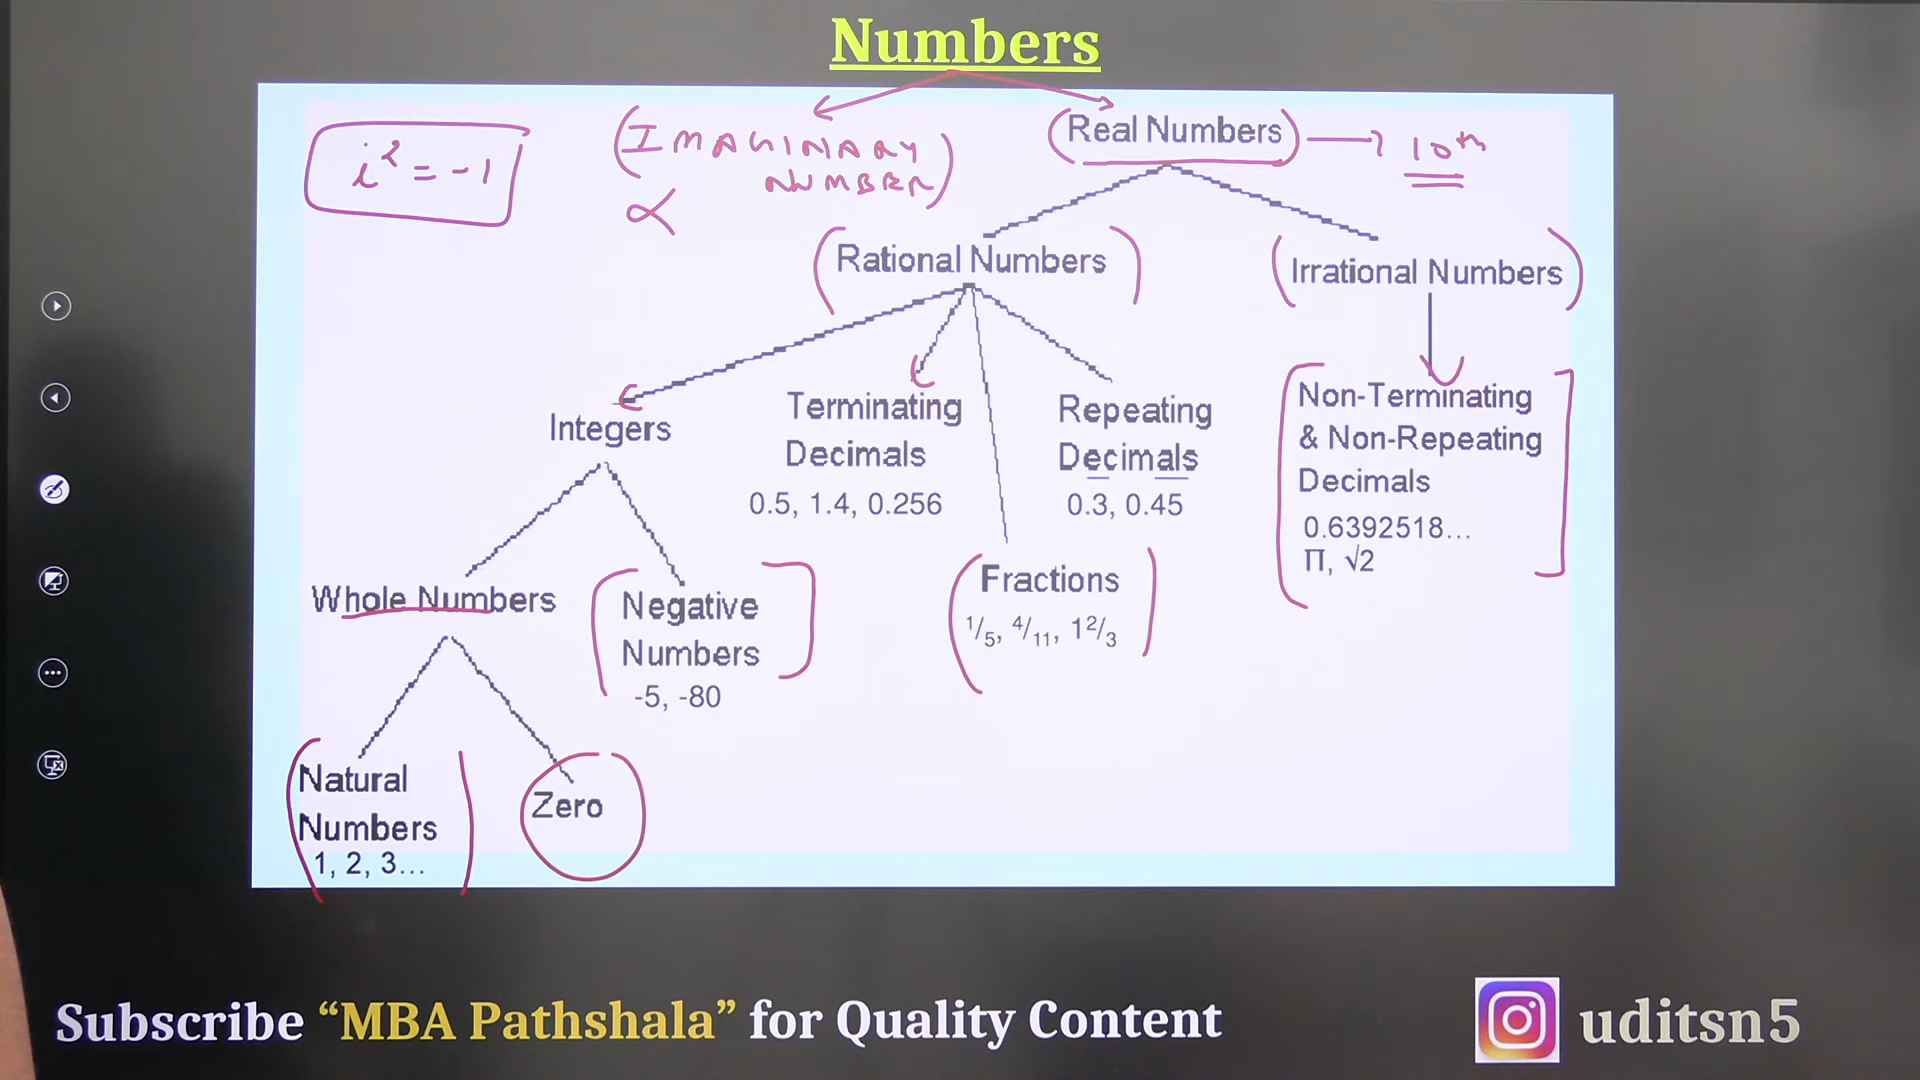 Numbers
i² = -1
(IMAGINARY
NUMBER)
Real Numbers
10th
Rational Numbers
Irrational Numbers
Integers
Terminating
Decimals
0.5, 1.4, 0.256
Repeating
Decimals
0.3, 0.45
Non-Terminating
& Non-Repeating
Decimals
0.6392518...
Π, √2
Whole Numbers
Negative
Numbers
-5, -80
Fractions
1/5, 4/11, 1 2/3
Natural
Numbers
1, 2, 3...
Zero
Subscribe “MBA Pathshala” for Quality Content
uditsn5